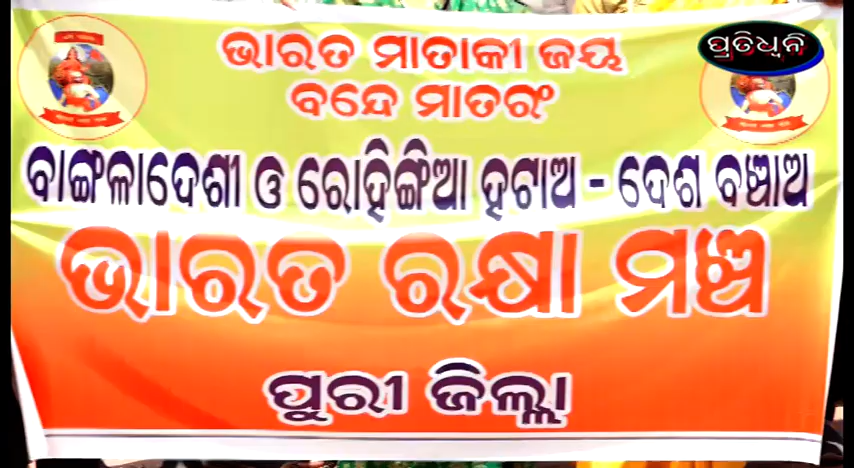 ପ୍ରତିଧ୍ୱନି
ଭାରତ ମାତାକୀ ଜୟ
ବନ୍ଦେ ମାତରଂ
ବାଙ୍ଗଲାଦେଶୀ ଓ ରୋହିଙ୍ଗିଆ ହଟାଅ - ଦେଶ ବଞ୍ଚାଅ
ଭାରତ ରକ୍ଷା ମଞ୍ଚ
ପୁରୀ ଜିଲ୍ଲା